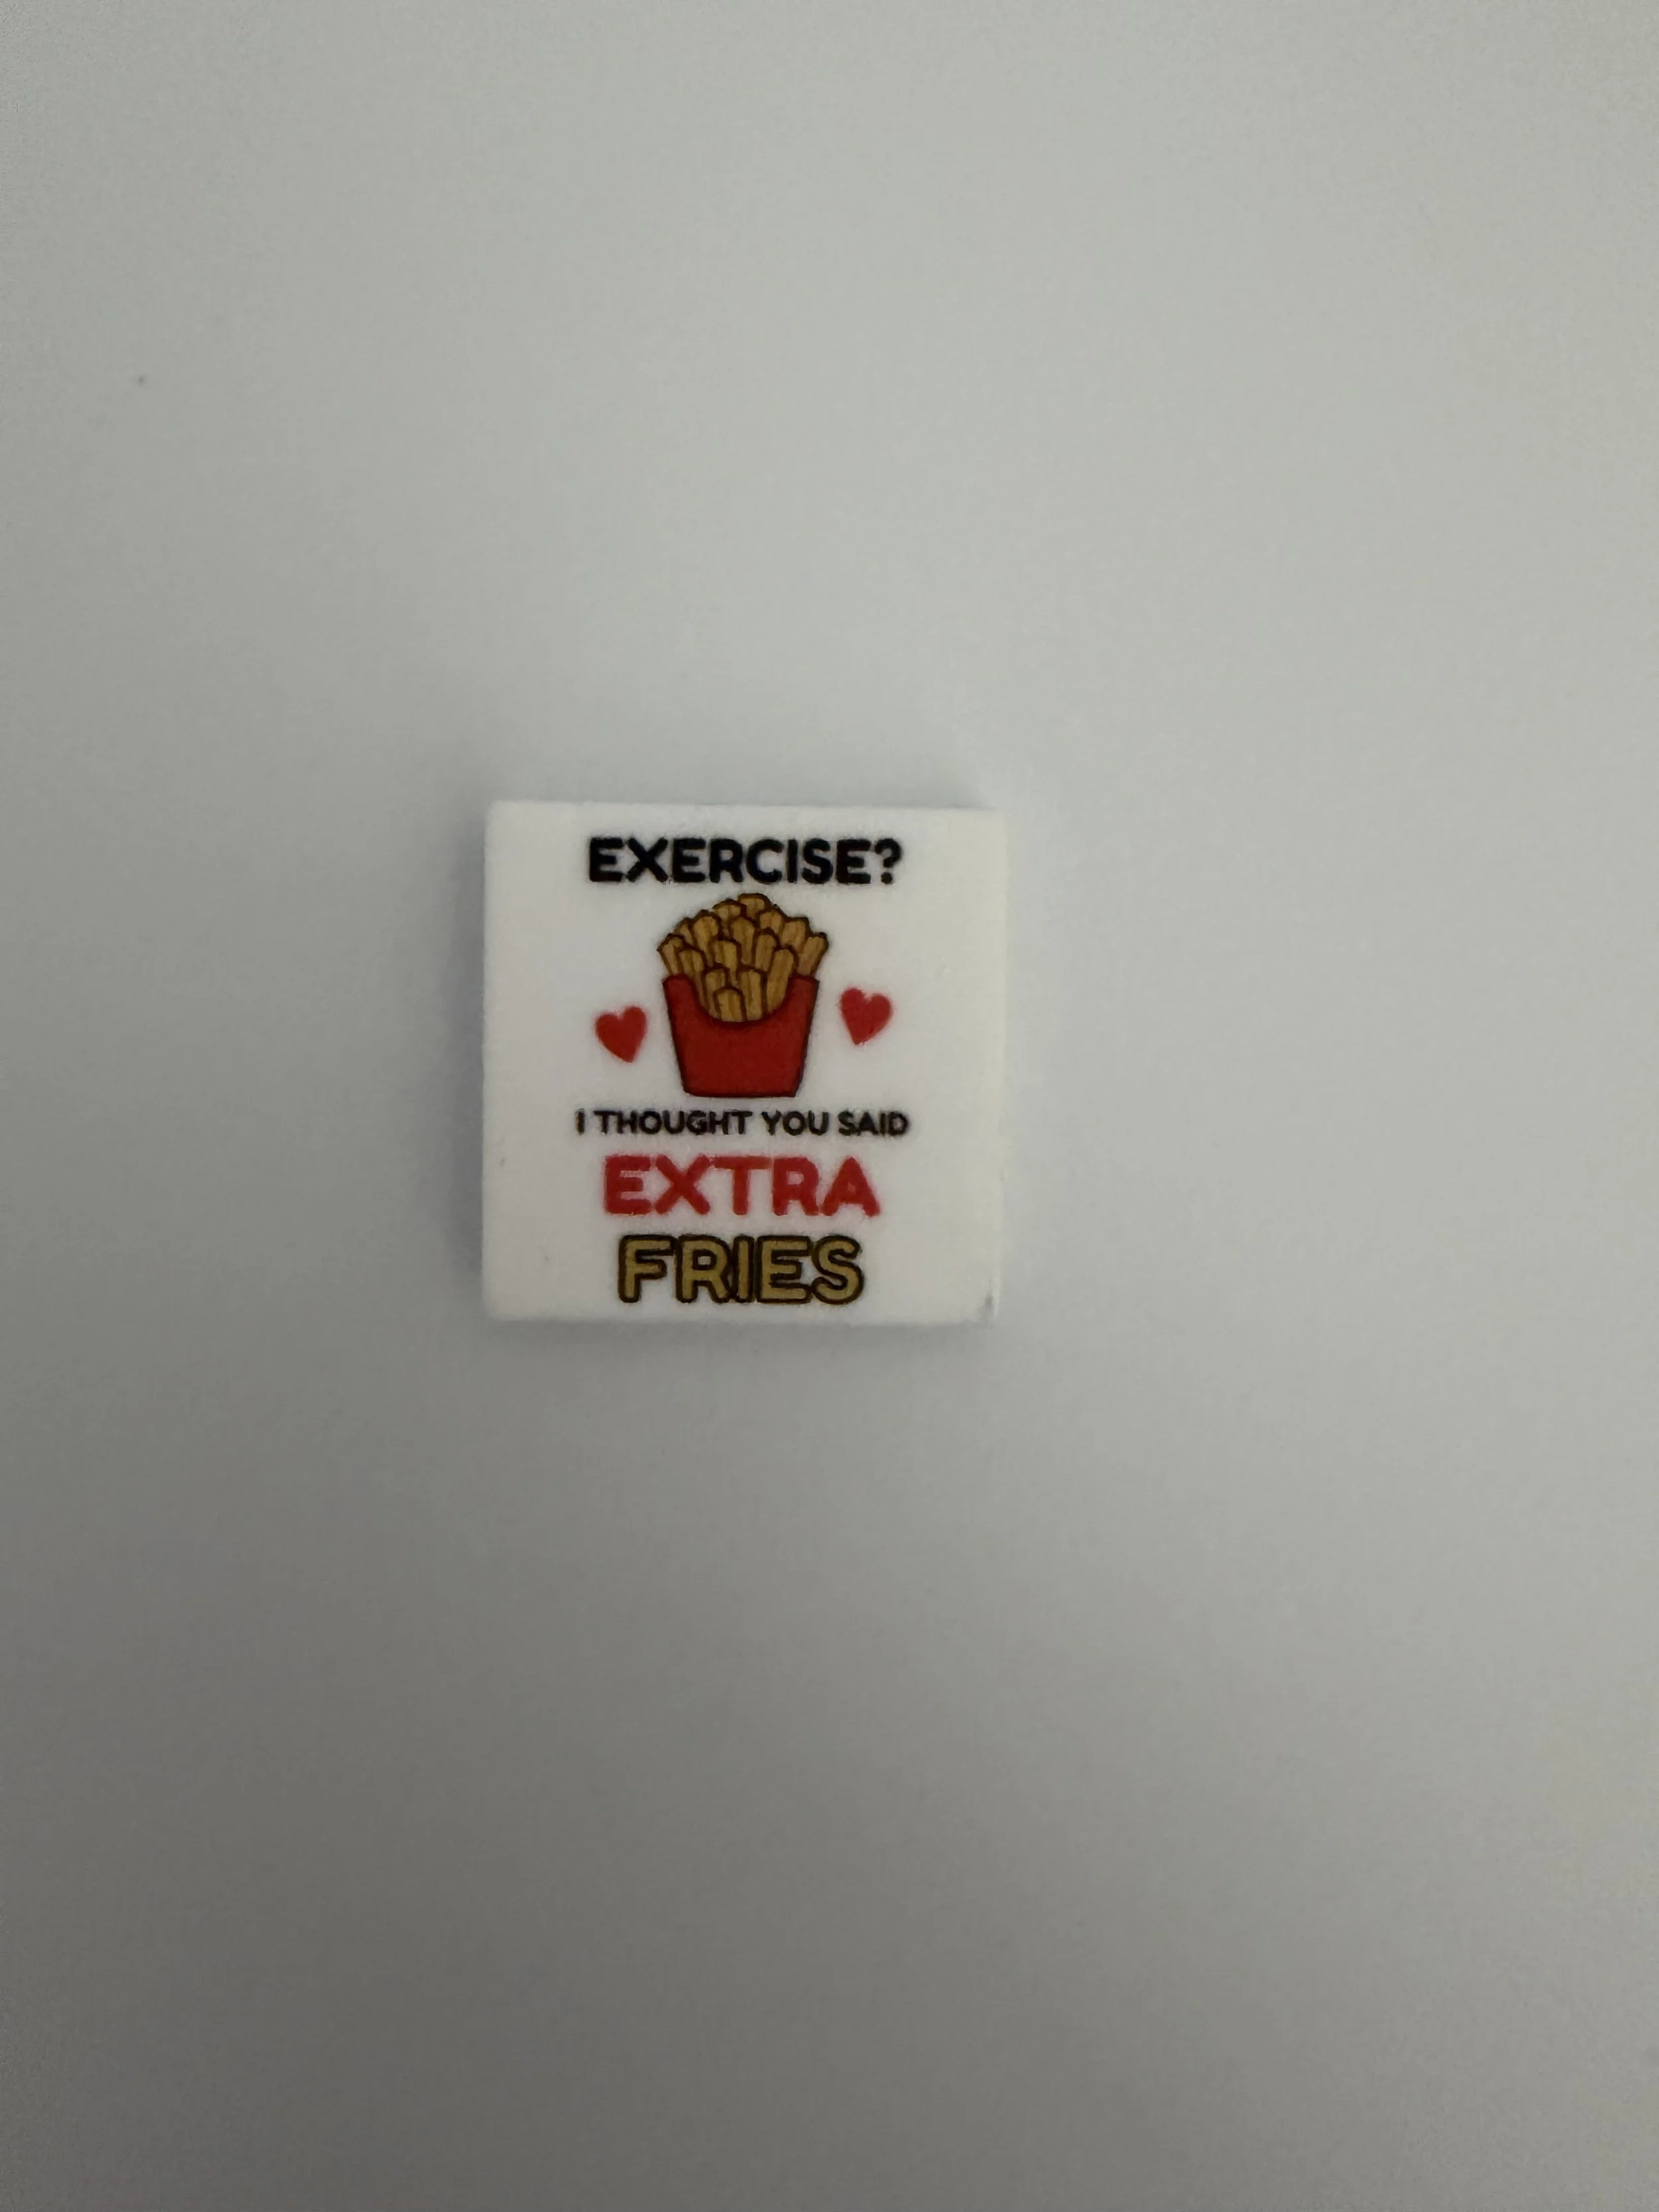 EXERCISE?
I THOUGHT YOU SAID
EXTRA
FRIES